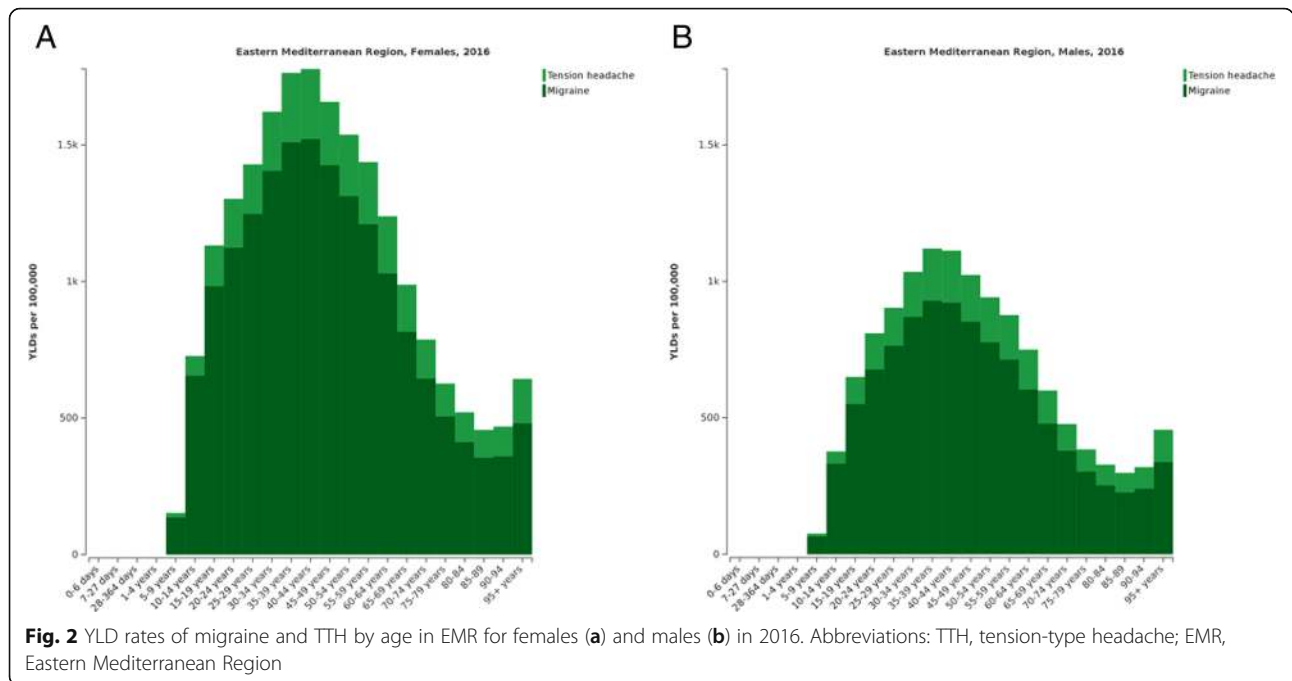 A
Eastern Mediterranean Region, Females, 2016
Tension headache
Migraine
1.5k
1k
500
0
YLDs per 100,000
0-6 days
7-27 days
28-364 days
1-4 years
5-9 years
10-14 years
15-19 years
20-24 years
25-29 years
30-34 years
35-39 years
40-44 years
45-49 years
50-54 years
55-59 years
60-64 years
65-69 years
70-74 years
75-79 years
80-84
85-89
90-94
95+ years
B
Eastern Mediterranean Region, Males, 2016
Tension headache
Migraine
1.5k
1k
500
0
YLDs per 100,000
0-6 days
7-27 days
28-364 days
1-4 years
5-9 years
10-14 years
15-19 years
20-24 years
25-29 years
30-34 years
35-39 years
40-44 years
45-49 years
50-54 years
55-59 years
60-64 years
65-69 years
70-74 years
75-79 years
80-84
85-89
90-94
95+ years
Fig. 2 YLD rates of migraine and TTH by age in EMR for females (a) and males (b) in 2016. Abbreviations: TTH, tension-type headache; EMR,
Eastern Mediterranean Region